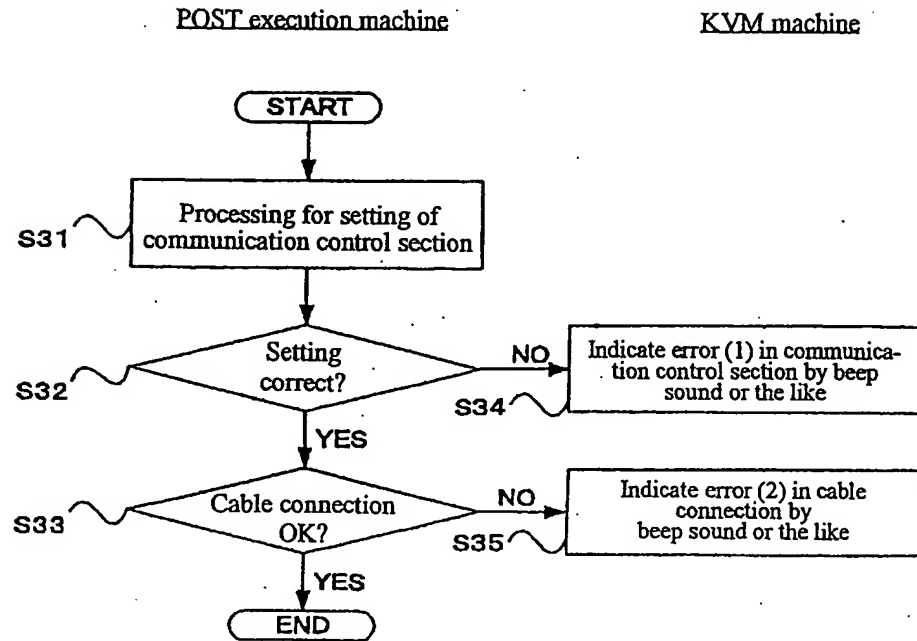 POST execution machine
KVM machine
START
Processing for setting of
communication control section
S31
Setting
correct?
S32
NO
Indicate error (1) in communica-
tion control section by beep
sound or the like
S34
YES
Cable connection
OK?
S33
NO
Indicate error (2) in cable
connection by
beep sound or the like
S35
YES
END